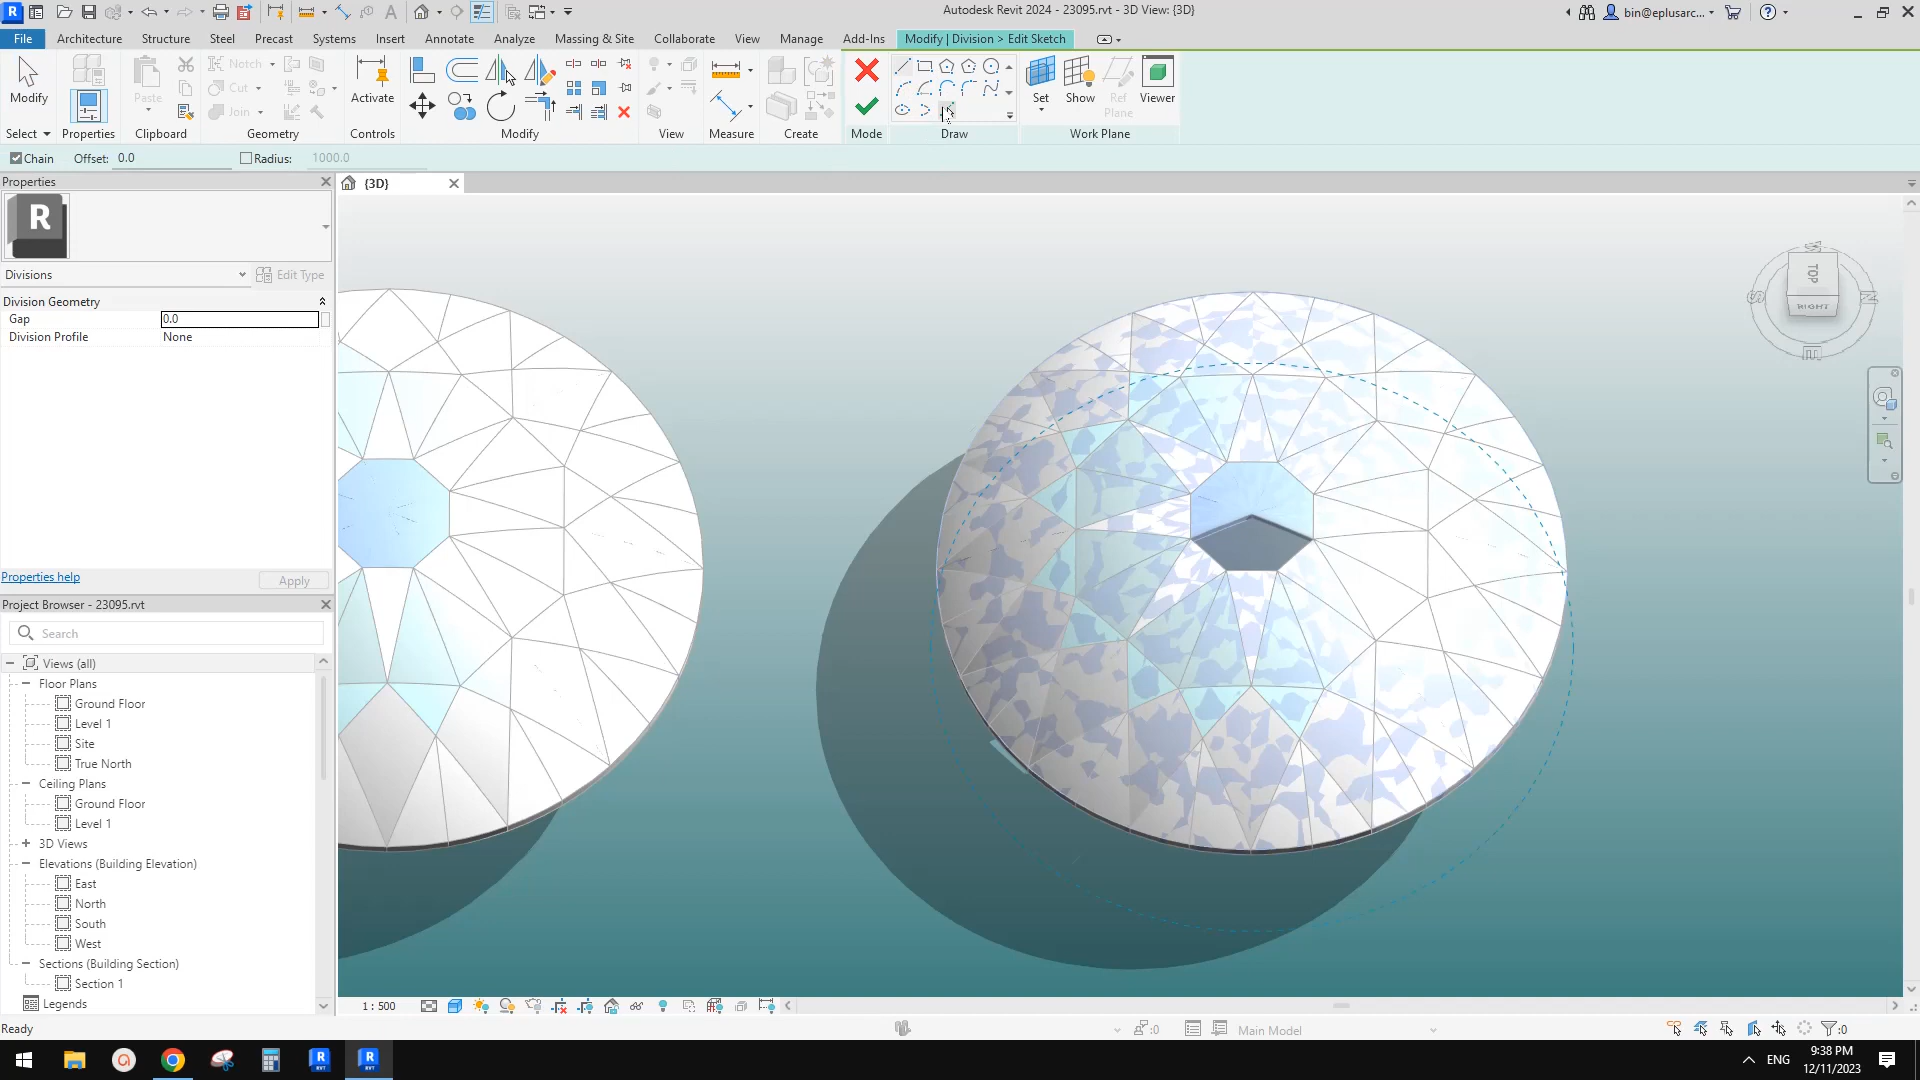 Autodesk Revit 2024 - 23095.rvt - 3D View: {3D}
bin@eplusarc...
File Architecture Structure Steel Precast Systems Insert Annotate Analyze Massing & Site Collaborate View Manage Add-Ins Modify | Division > Edit Sketch
Modify
Select
Properties
Paste
Cut
Clipboard
Notch
Cut
Join
Geometry
Activate
Controls
Modify
View
Measure
Create
Mode
Draw
Set
Show
Ref
Plane
Viewer
Work Plane
Chain Offset: 0.0 Radius: 1000.0
Properties
{3D}
R
Divisions
Edit Type
Division Geometry
Gap 0.0
Division Profile None
Properties help
Apply
Project Browser - 23095.rvt
Search
Views (all)
Floor Plans
Ground Floor
Level 1
Site
True North
Ceiling Plans
Ground Floor
Level 1
3D Views
Elevations (Building Elevation)
East
North
South
West
Sections (Building Section)
Section 1
Legends
TOP
RIGHT
1 : 500
Ready
:0
Main Model
:0
ENG
9:38 PM
12/11/2023